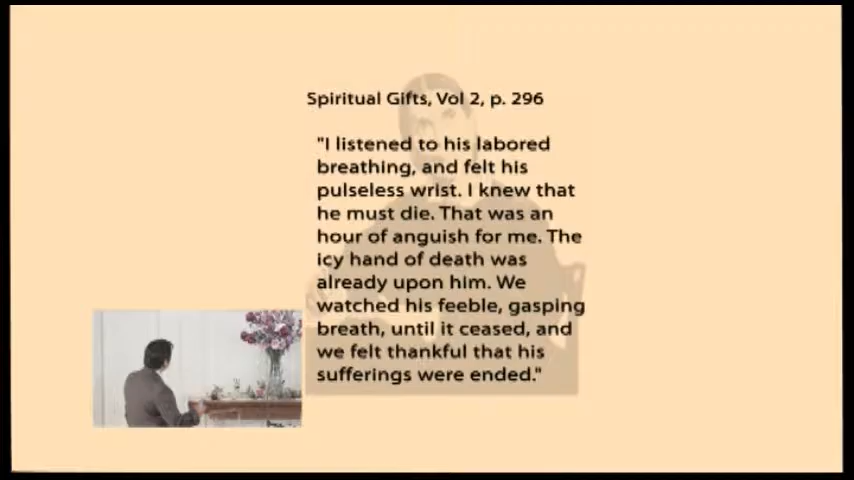 Spiritual Gifts, Vol 2, p. 296
"I listened to his labored
breathing, and felt his
pulseless wrist. I knew that
he must die. That was an
hour of anguish for me. The
icy hand of death was
already upon him. We
watched his feeble, gasping
breath, until it ceased, and
we felt thankful that his
sufferings were ended."